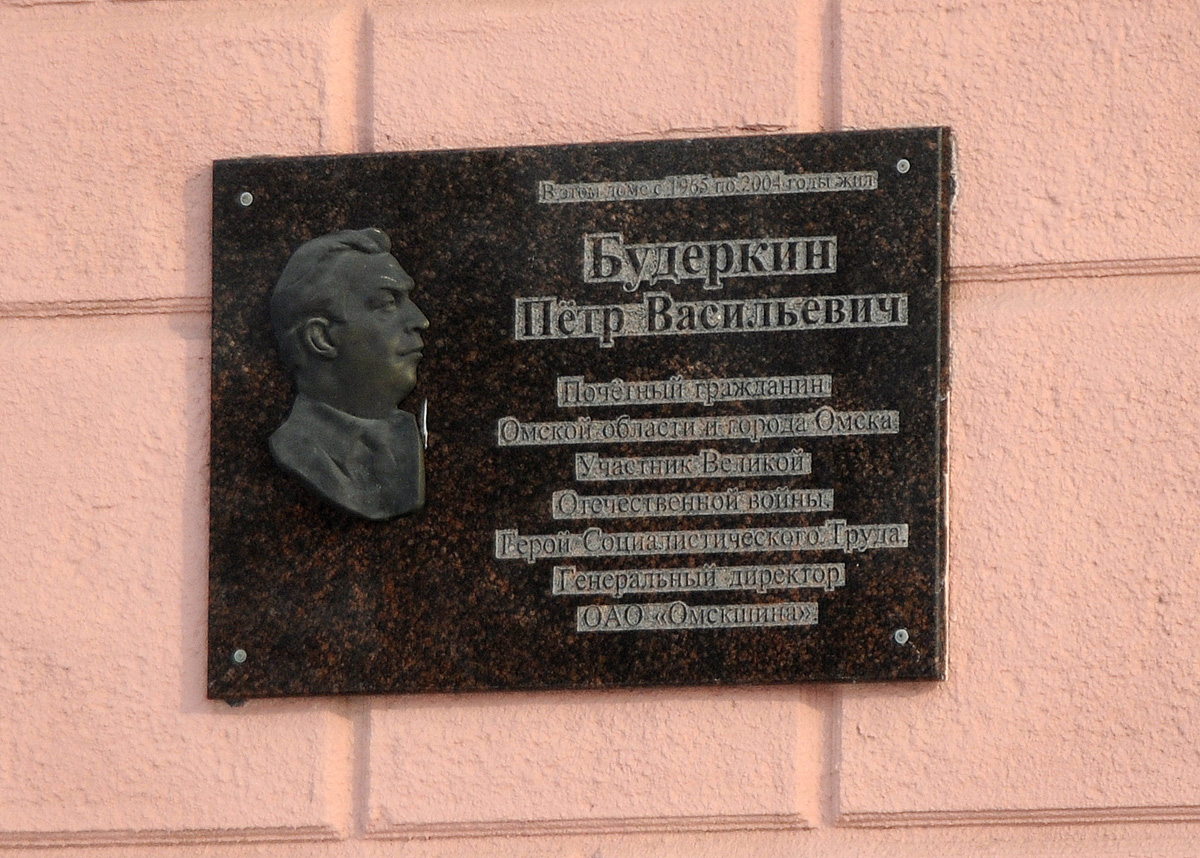 В этом доме с 1965 по 2004 годы жил
Будеркин
Пётр Васильевич
Почётный гражданин
Омской области и города Омска
Участник Великой
Отечественной войны.
Герой Социалистического Труда.
Генеральный директор
ОАО «Омскшина»